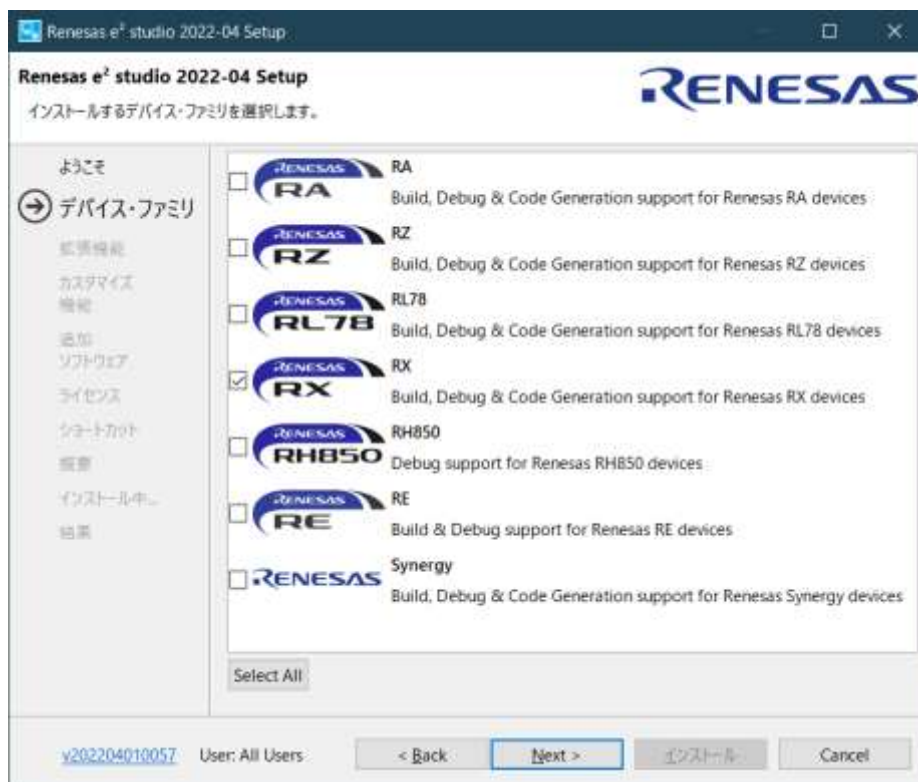 Renesas e² studio 2022-04 Setup
Renesas e² studio 2022-04 Setup
インストールするデバイス・ファミリを選択します。
RENESAS
ようこそ
デバイス・ファミリ
拡張機能
カスタマイズ
機能
追加
ソフトウェア
ライセンス
ショートカット
概要
インストール中...
結果
RENESAS
RA
RA
Build, Debug & Code Generation support for Renesas RA devices
RENESAS
RZ
RZ
Build, Debug & Code Generation support for Renesas RZ devices
RENESAS
RL78
RL78
Build, Debug & Code Generation support for Renesas RL78 devices
RENESAS
RX
RX
Build, Debug & Code Generation support for Renesas RX devices
RENESAS
RH850
RH850
Debug support for Renesas RH850 devices
RENESAS
RE
RE
Build & Debug support for Renesas RE devices
RENESAS
Synergy
Build, Debug & Code Generation support for Renesas Synergy devices
Select All
v202204010057 User: All Users
< Back
Next >
インストール
Cancel